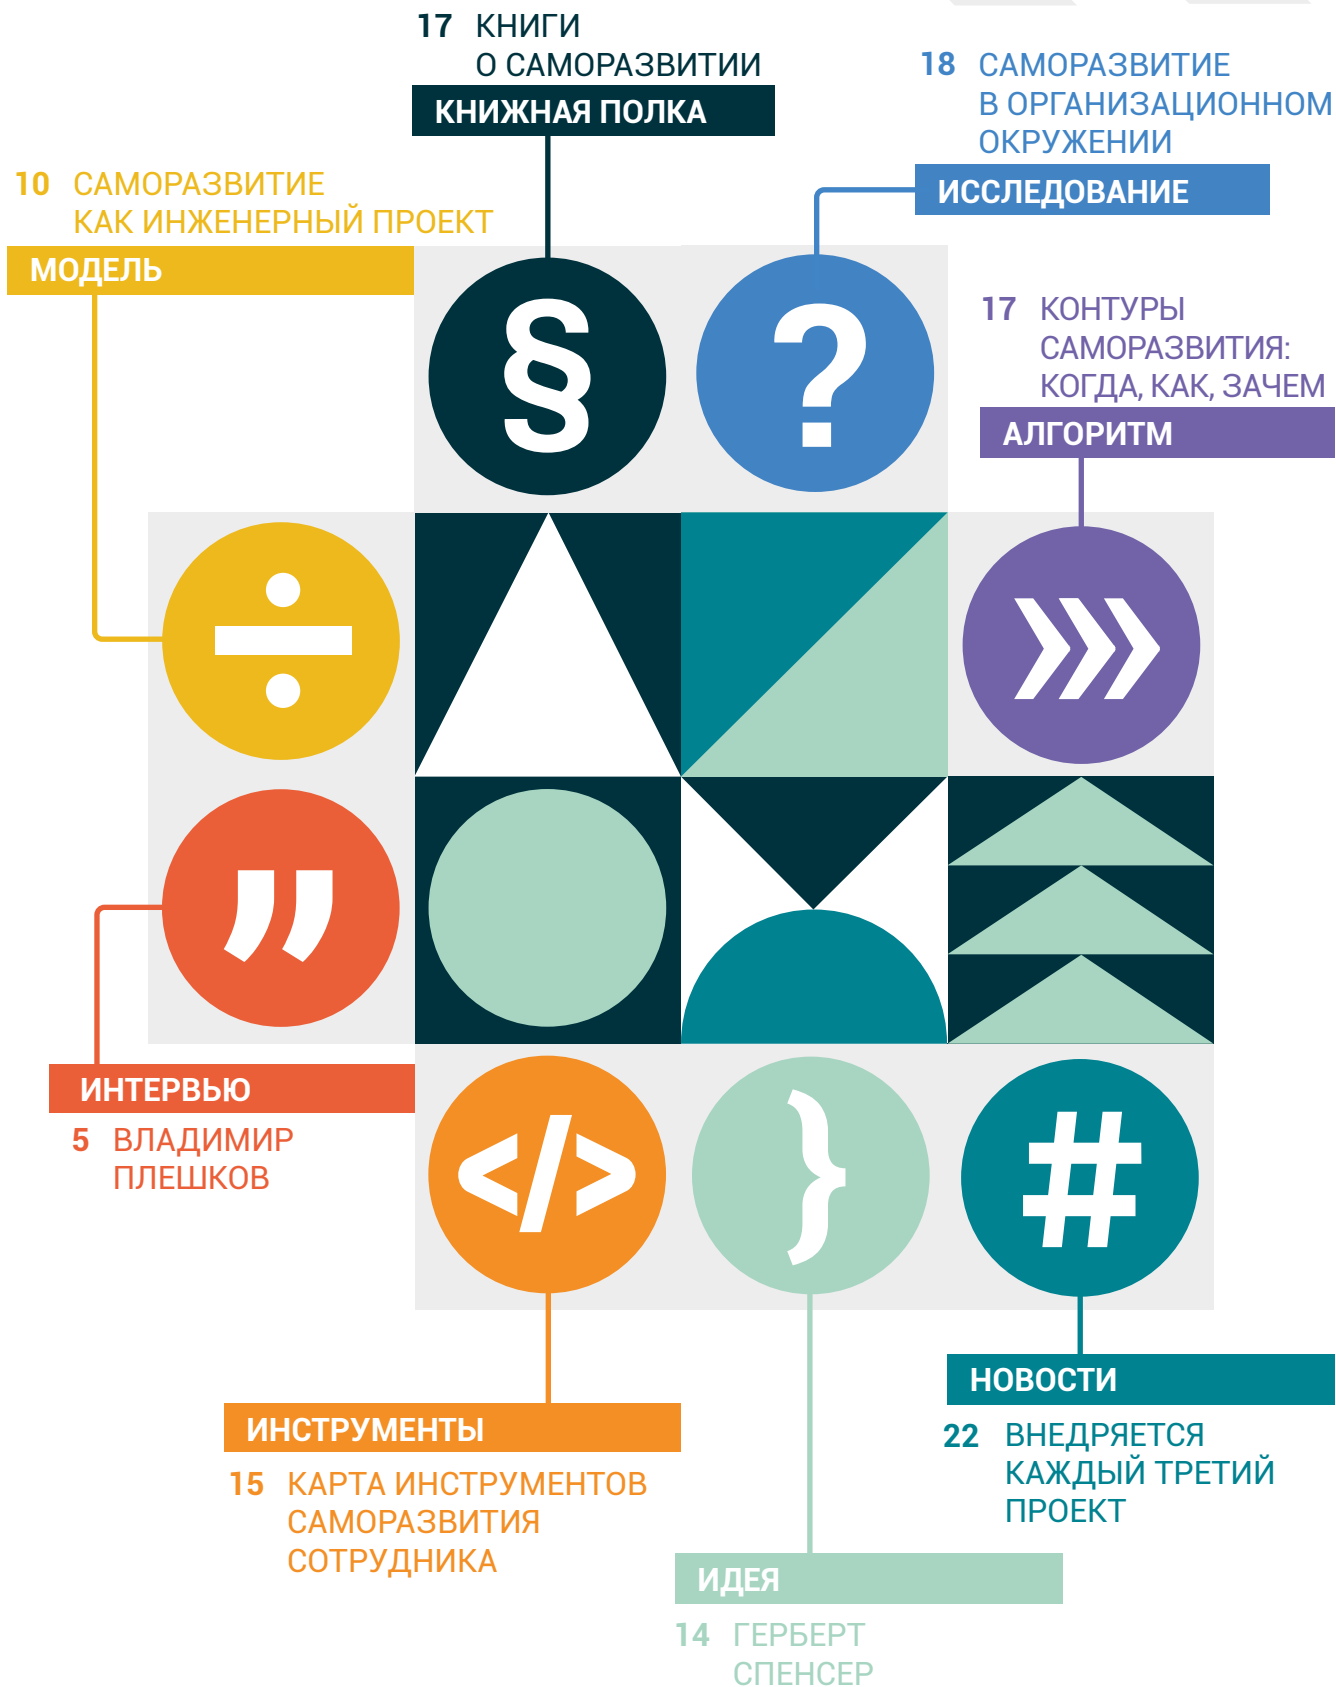 17 КНИГИ
О САМОРАЗВИТИИ
КНИЖНАЯ ПОЛКА
18 САМОРАЗВИТИЕ
В ОРГАНИЗАЦИОННОМ
ОКРУЖЕНИИ
ИССЛЕДОВАНИЕ
10 САМОРАЗВИТИЕ
КАК ИНЖЕНЕРНЫЙ ПРОЕКТ
МОДЕЛЬ
§
?
17 КОНТУРЫ
САМОРАЗВИТИЯ:
КОГДА, КАК, ЗАЧЕМ
АЛГОРИТМ
÷
”
ИНТЕРВЬЮ
5 ВЛАДИМИР
ПЛЕШКОВ
</>
}
#
НОВОСТИ
22 ВНЕДРЯЕТСЯ
КАЖДЫЙ ТРЕТИЙ
ПРОЕКТ
ИНСТРУМЕНТЫ
15 КАРТА ИНСТРУМЕНТОВ
САМОРАЗВИТИЯ
СОТРУДНИКА
ИДЕЯ
14 ГЕРБЕРТ
СПЕНСЕР